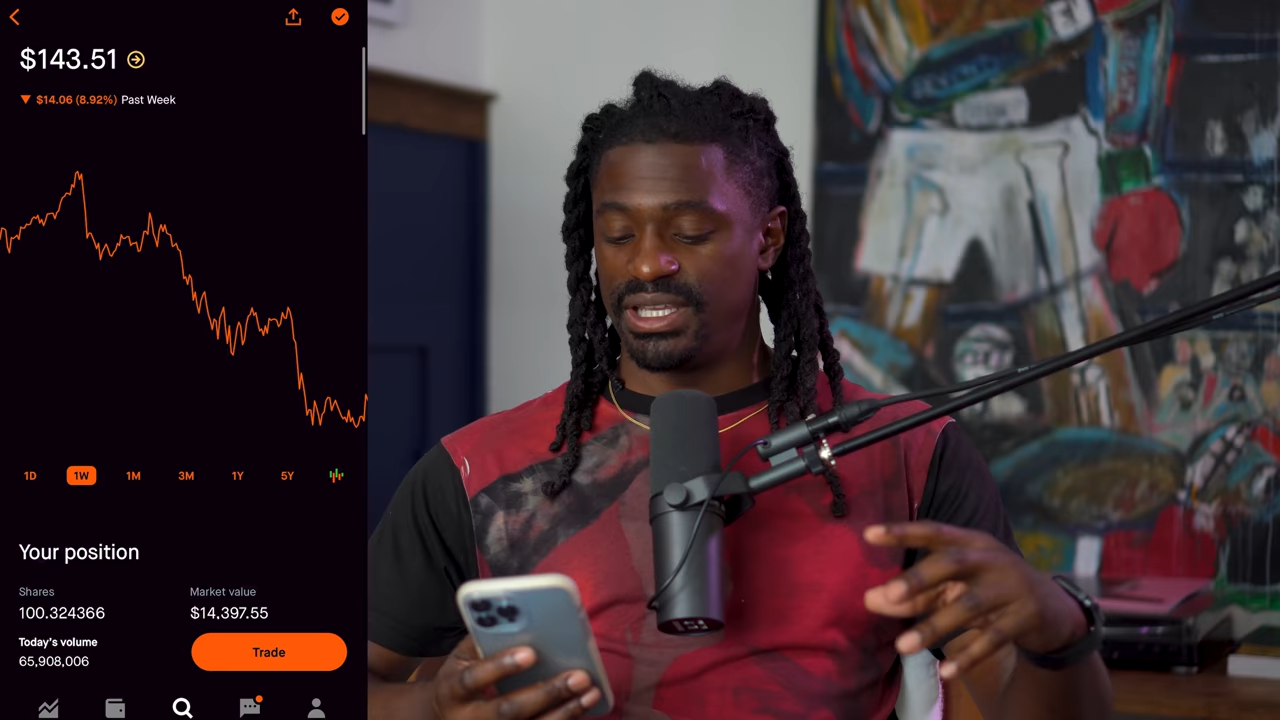 $143.51
▼ $14.06 (8.92%) Past Week
1D 1W 1M 3M 1Y 5Y
Your position
Shares Market value
100.324366 $14,397.55
Today's volume
65,908,006
Trade